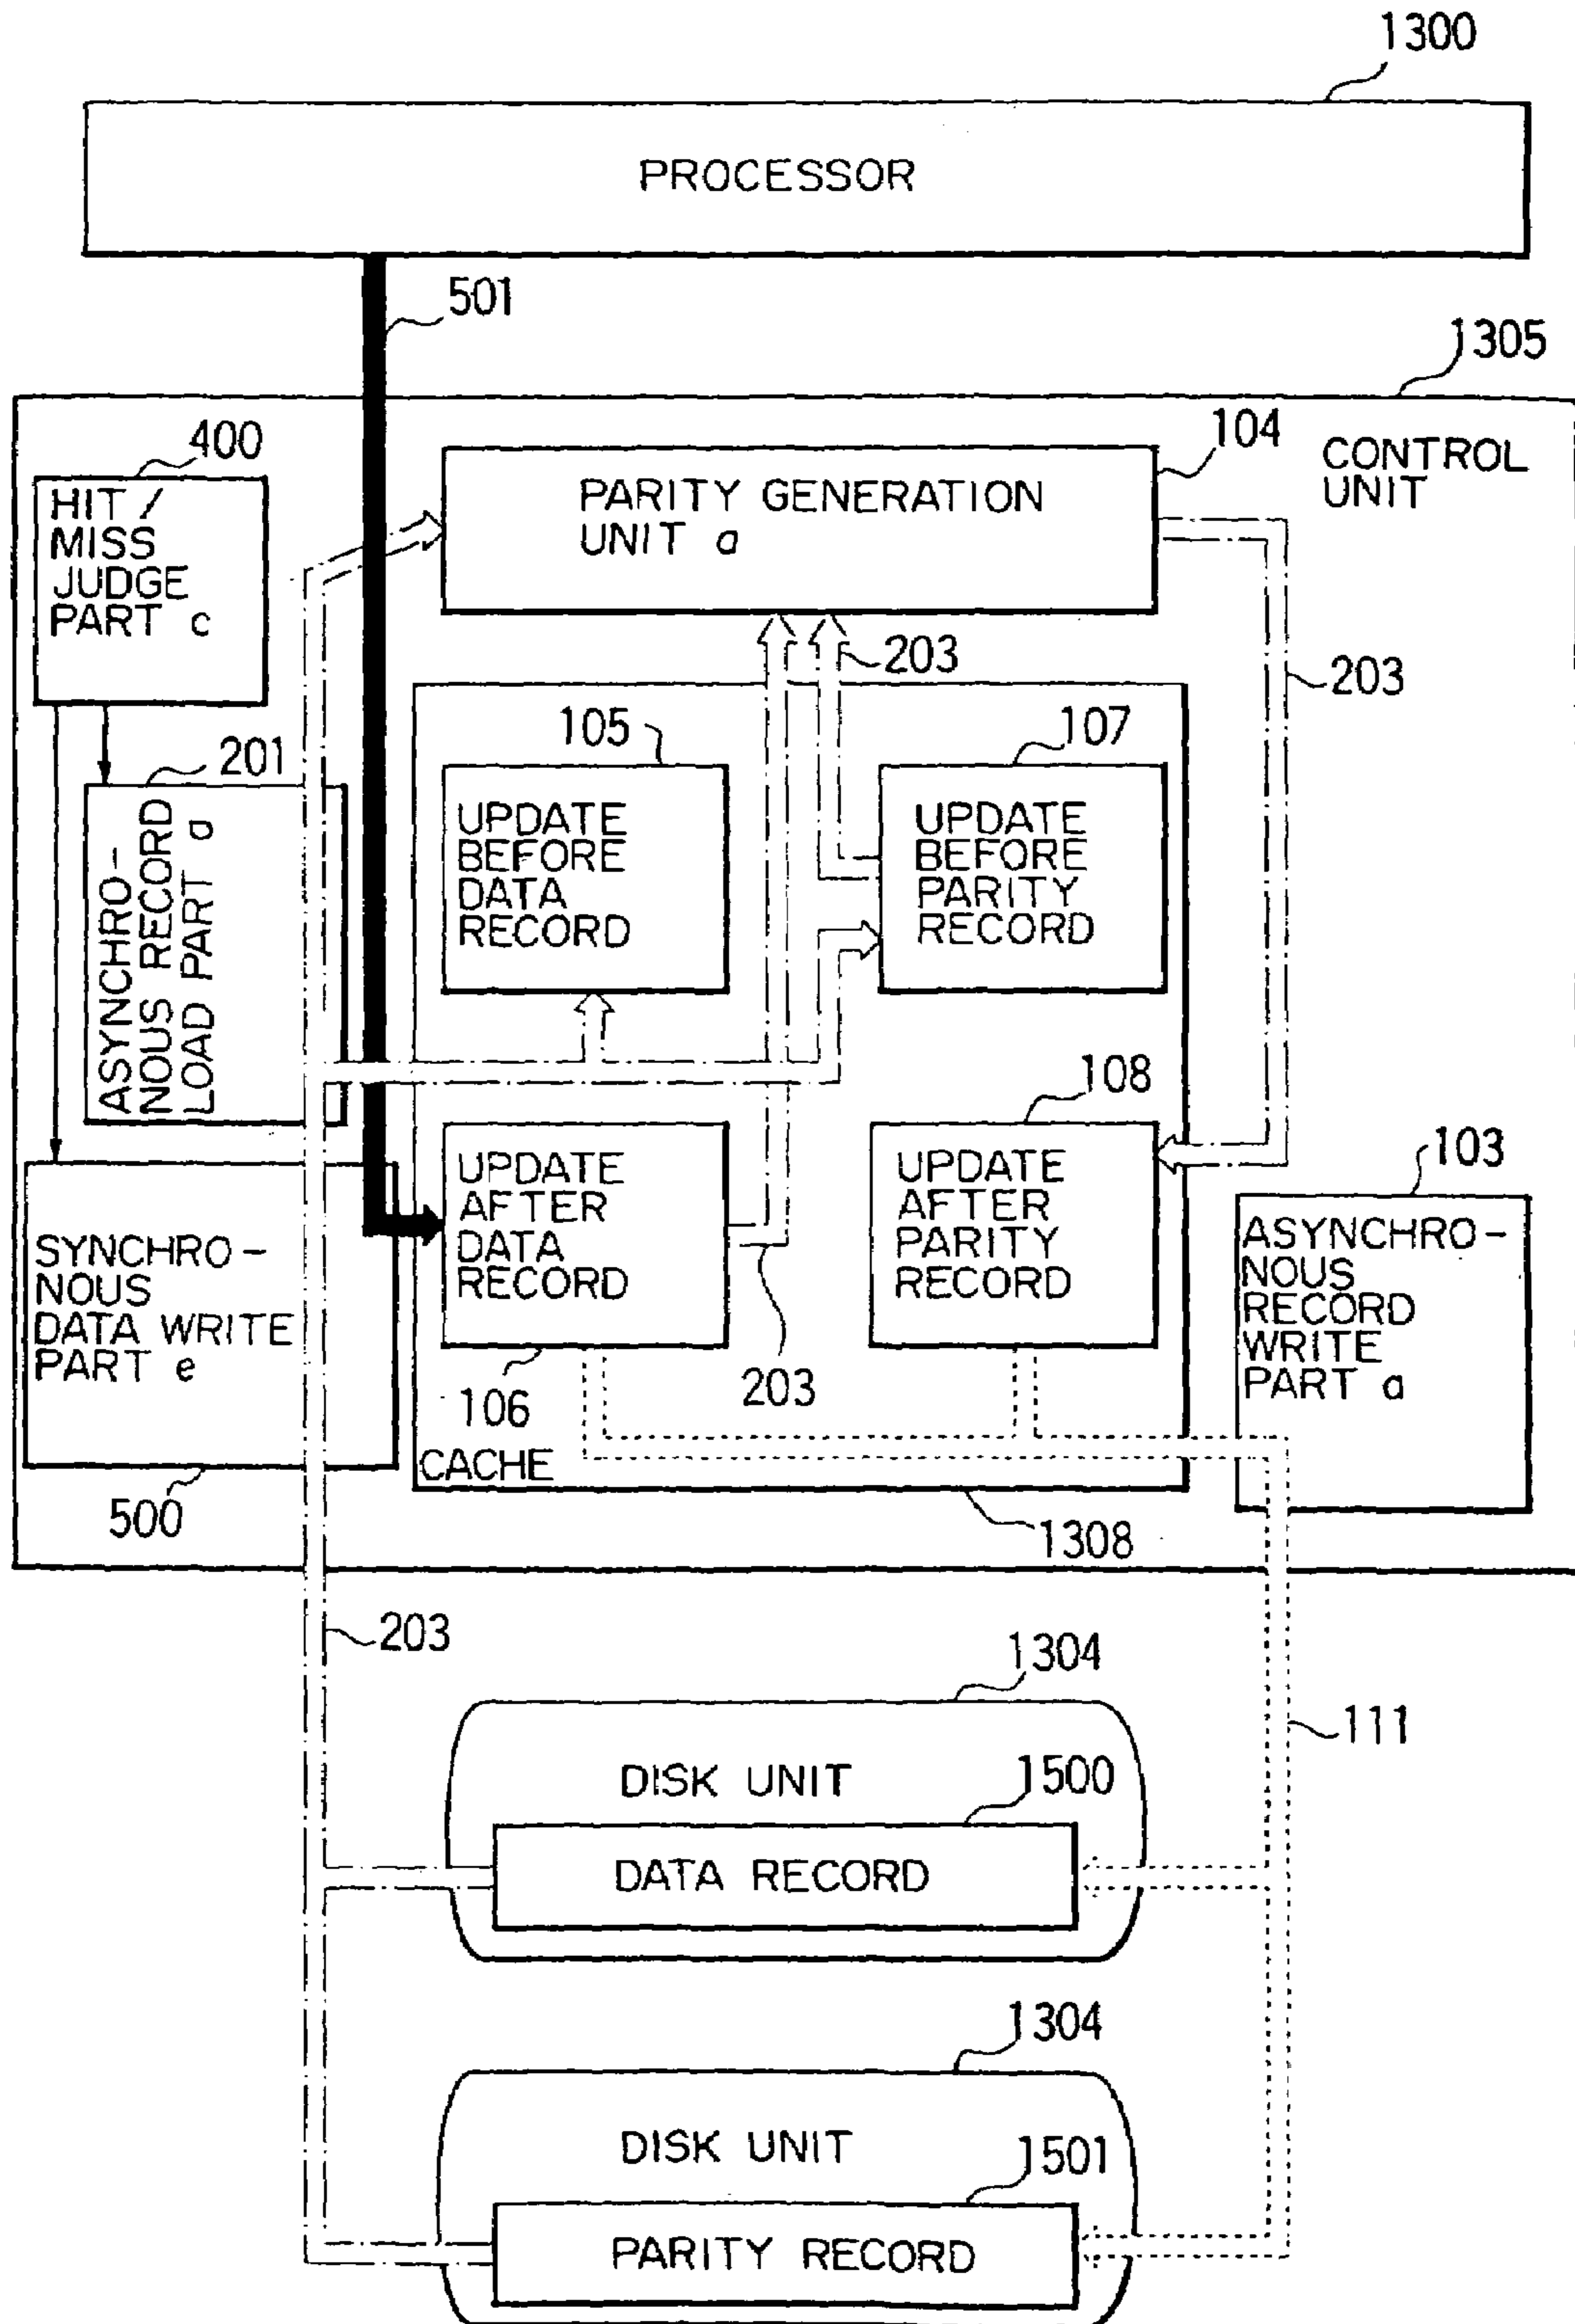 1300
PROCESSOR
501
1305
400
104
CONTROL
UNIT
HIT /
MISS
JUDGE
PART c
PARITY GENERATION
UNIT a
203
203
105
107
201
UPDATE
BEFORE
DATA
RECORD
UPDATE
BEFORE
PARITY
RECORD
ASYNCHRO-
NOUS RECORD
LOAD PART a
108
103
UPDATE
AFTER
DATA
RECORD
UPDATE
AFTER
PARITY
RECORD
SYNCHRO-
NOUS
DATA WRITE
PART e
ASYNCHRO-
NOUS
RECORD
WRITE
PART a
203
106
CACHE
500
1308
203
1304
111
DISK UNIT
1500
DATA RECORD
1304
DISK UNIT
1501
PARITY RECORD